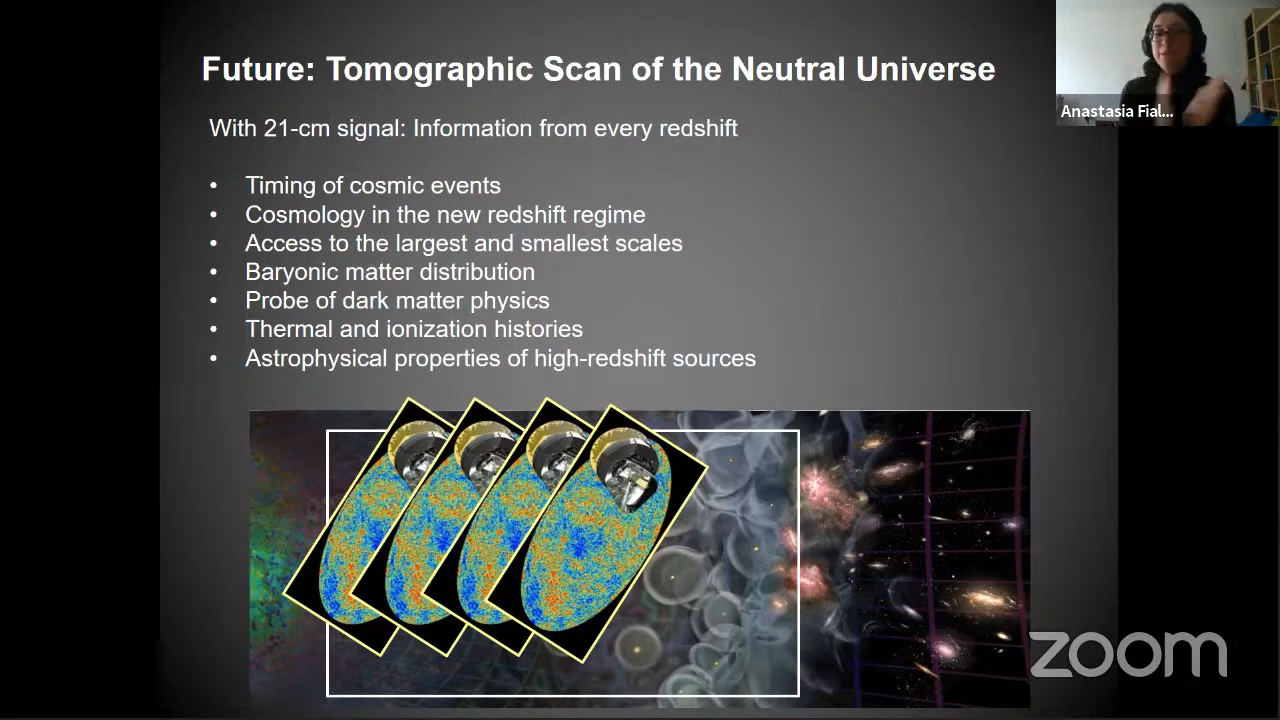 Future: Tomographic Scan of the Neutral Universe
Anastasia Fial...
With 21-cm signal: Information from every redshift
• Timing of cosmic events
• Cosmology in the new redshift regime
• Access to the largest and smallest scales
• Baryonic matter distribution
• Probe of dark matter physics
• Thermal and ionization histories
• Astrophysical properties of high-redshift sources
zoom